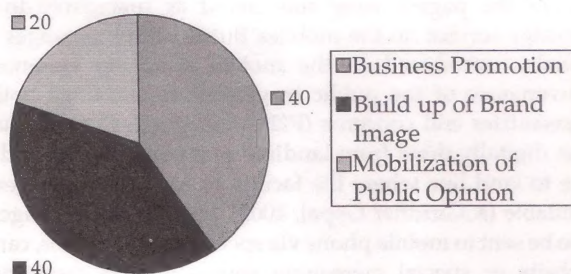 20
40
40
Business Promotion
Build up of Brand
Image
Mobilization of
Public Opinion